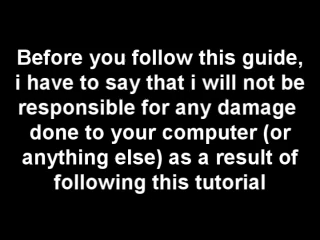 Before you follow this guide,
i have to say that i will not be
responsible for any damage
done to your computer (or
anything else) as a result of
following this tutorial